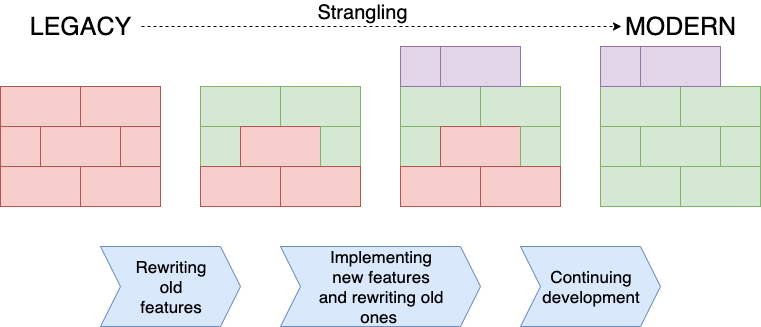 Strangling
LEGACY
MODERN
Rewriting
old
features
Implementing
new features
and rewriting old
ones
Continuing
development